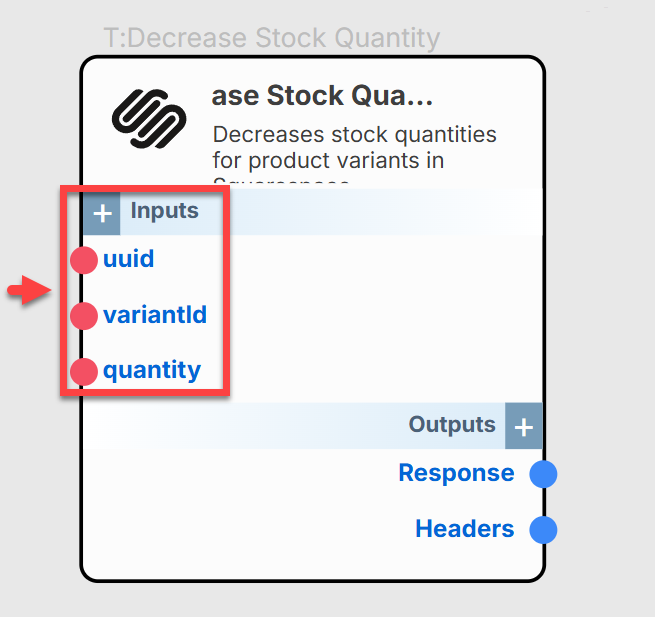 T:Decrease Stock Quantity
ase Stock Qua...
Decreases stock quantities
for product variants in
+ Inputs
uuid
variantId
quantity
Outputs +
Response
Headers